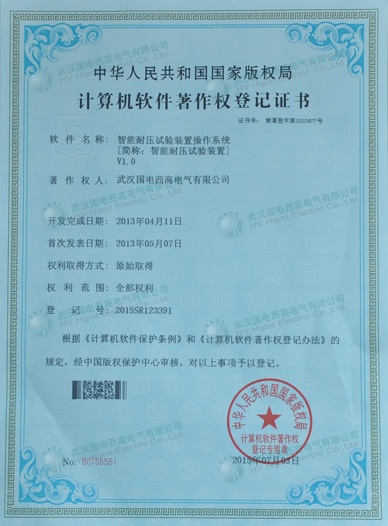 中华人民共和国国家版权局
计算机软件著作权登记证书
证书号： 软著登字第1010477号
软件名称： 智能耐压试验装置操作系统
[简称：智能耐压试验装置]
V1.0
著作权人： 武汉国电西高电气有限公司
开发完成日期： 2013年04月11日
首次发表日期： 2013年05月07日
权利取得方式： 原始取得
权利范围： 全部权利
登记号： 2015SR123391
根据《计算机软件保护条例》和《计算机软件著作权登记办法》的
规定，经中国版权保护中心审核，对以上事项予以登记。
中华人民共和国国家版权局
计算机软件著作权
登记专用章
No. 00755561
2015年07月03日
武汉国电西高电气有限公司
HV Hipot Electric Co.,Ltd